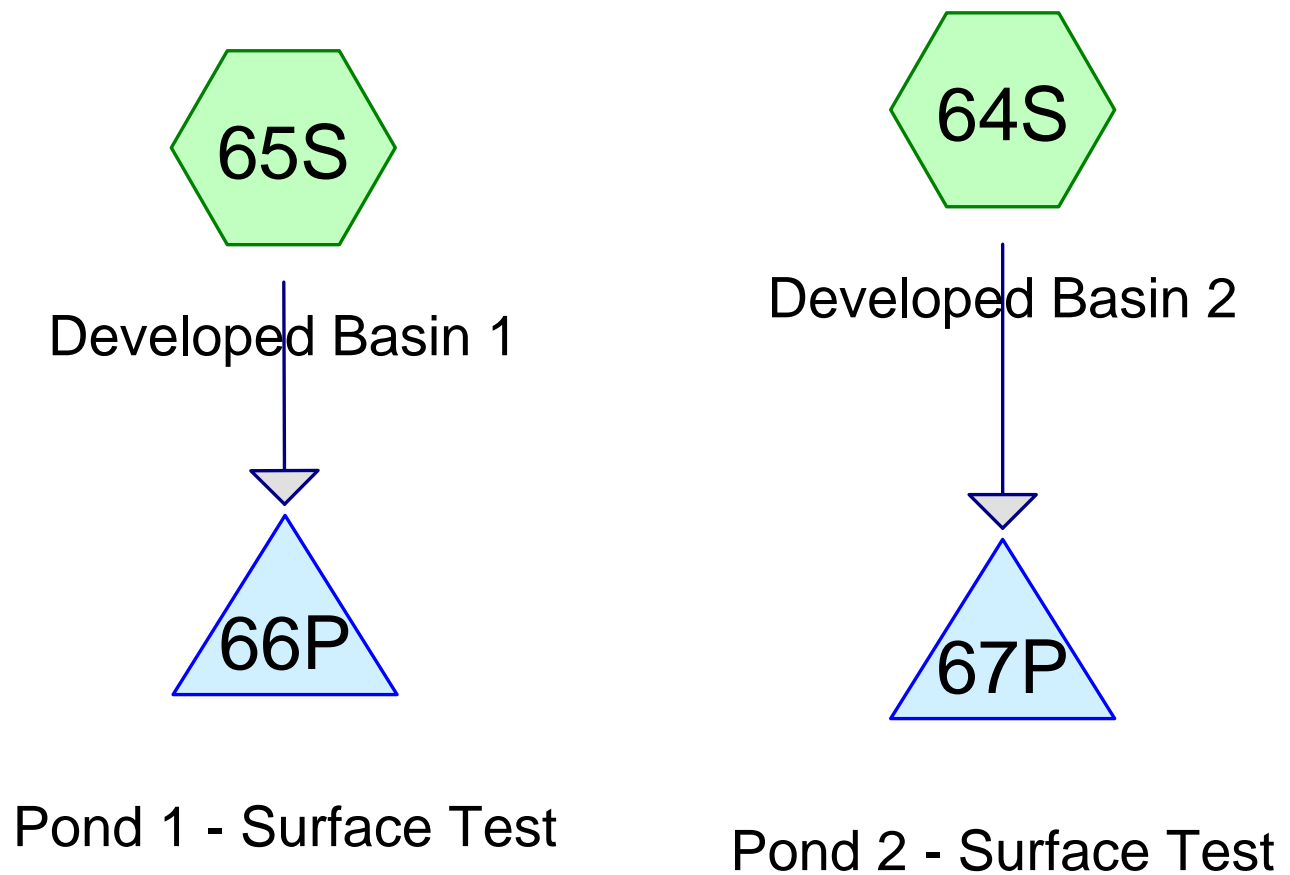 65S
Developed Basin 1
66P
Pond 1 - Surface Test
64S
Developed Basin 2
67P
Pond 2 - Surface Test